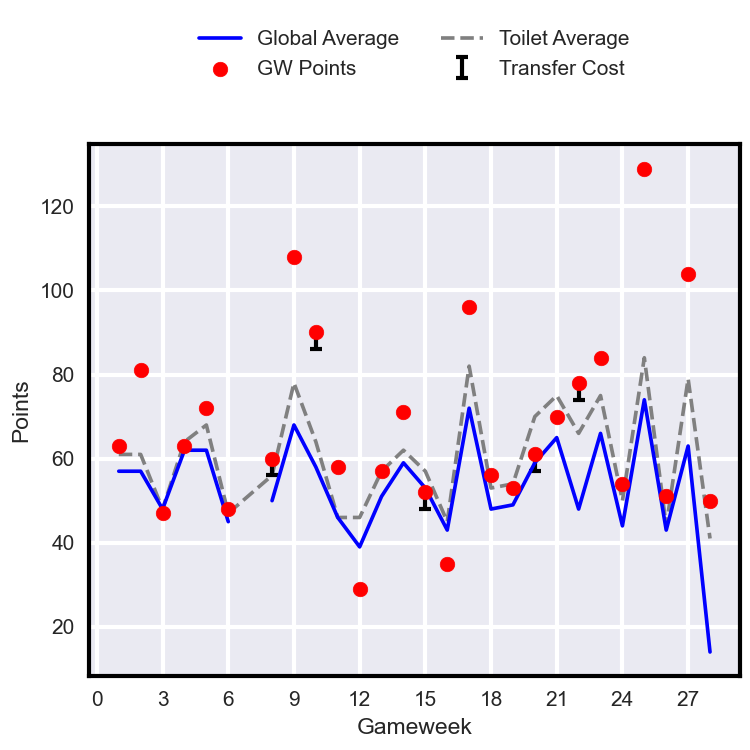 Global Average
Toilet Average
GW Points
Transfer Cost
120
100
80
60
40
20
Points
0 3 6 9 12 15 18 21 24 27
Gameweek